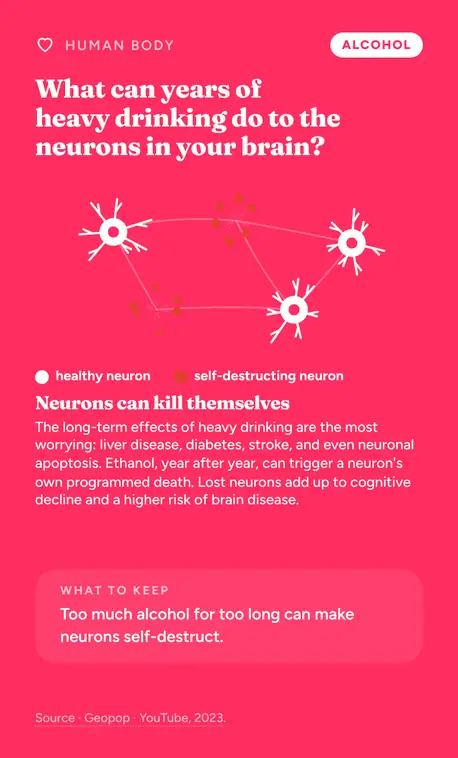 HUMAN BODY
ALCOHOL
What can years of
heavy drinking do to the
neurons in your brain?
healthy neuron
self-destructing neuron
Neurons can kill themselves
The long-term effects of heavy drinking are the most
worrying: liver disease, diabetes, stroke, and even neuronal
apoptosis. Ethanol, year after year, can trigger a neuron's
own programmed death. Lost neurons add up to cognitive
decline and a higher risk of brain disease.
WHAT TO KEEP
Too much alcohol for too long can make
neurons self-destruct.
Source · Geopop · YouTube, 2023.